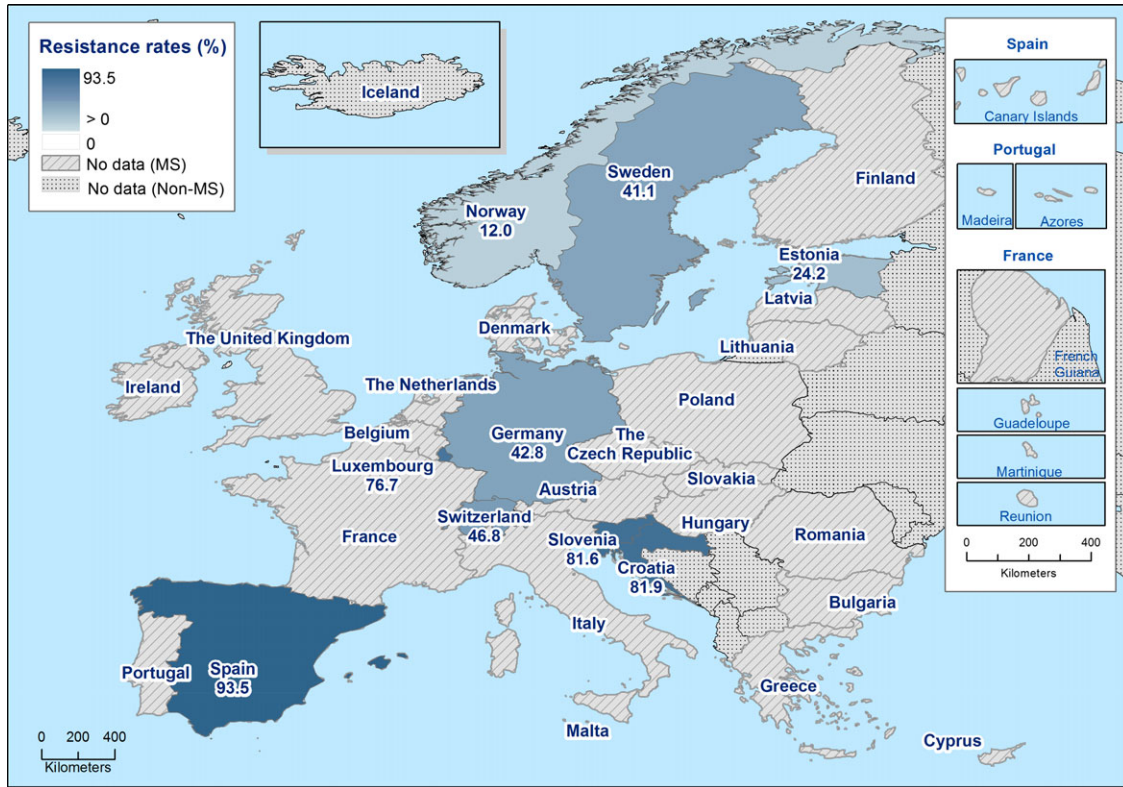 Resistance rates (%)
93.5
> 0
0
No data (MS)
No data (Non-MS)
Iceland
Spain
Canary Islands
Portugal
Madeira
Azores
France
French
Guiana
Guadeloupe
Martinique
Reunion
0 200 400
Kilometers
Sweden
41.1
Finland
Norway
12.0
Estonia
24.2
Latvia
Denmark
The United Kingdom
Lithuania
Ireland
The Netherlands
Poland
Belgium
Germany
42.8
The
Czech Republic
Luxembourg
76.7
Slovakia
Austria
Switzerland
46.8
Hungary
France
Slovenia
81.6
Romania
Croatia
81.9
Bulgaria
Italy
Portugal
Spain
93.5
Greece
Malta
Cyprus
0 200 400
Kilometers